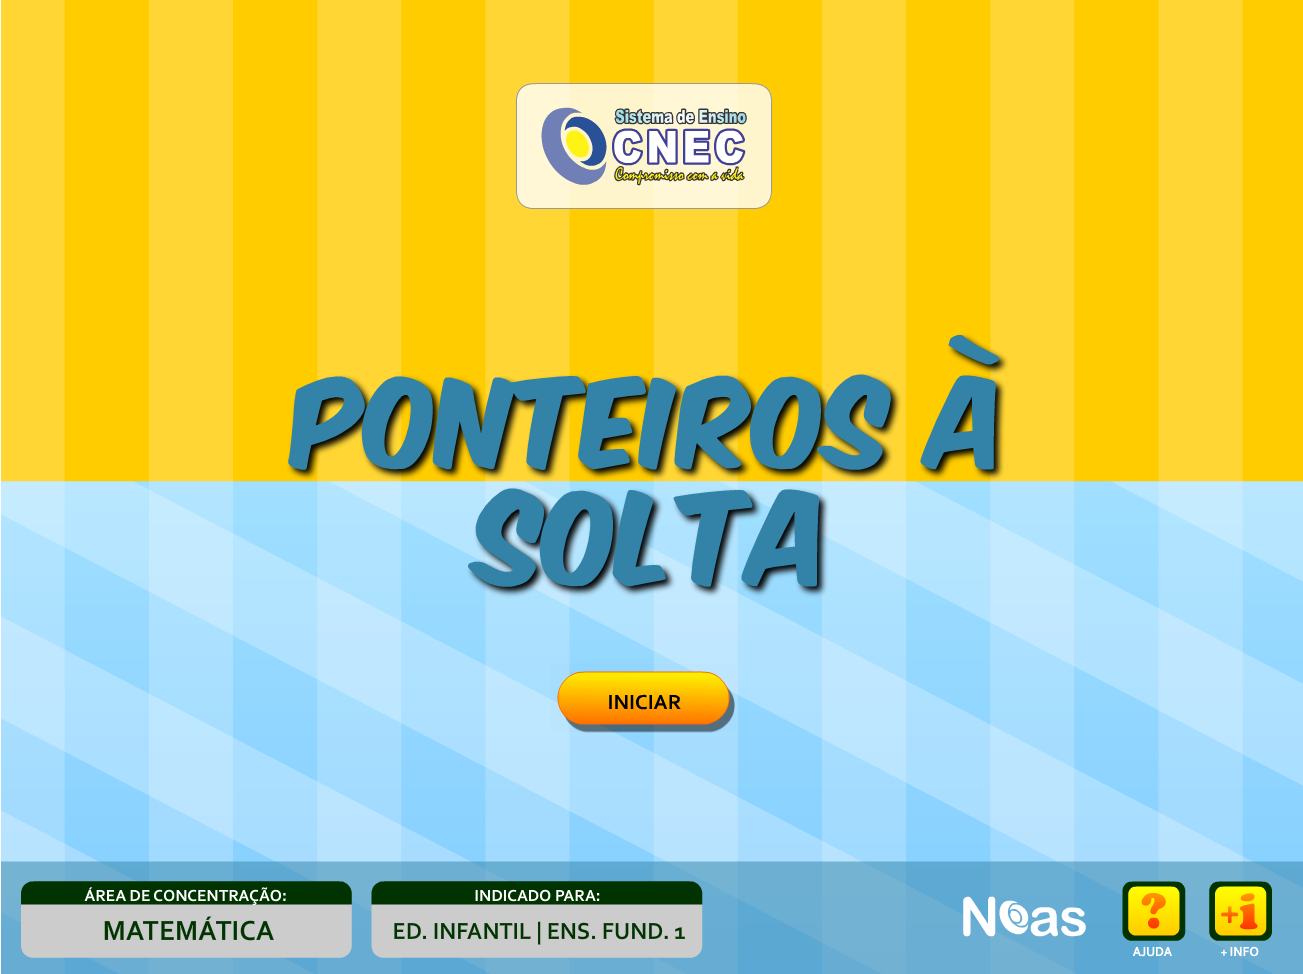 Sistema de Ensino
CNEC
Compromisso com a vida
PONTEIROS À
SOLTA
INICIAR
ÁREA DE CONCENTRAÇÃO:
MATEMÁTICA
INDICADO PARA:
ED. INFANTIL | ENS. FUND. 1
Noas
?
AJUDA
+i
+ INFO